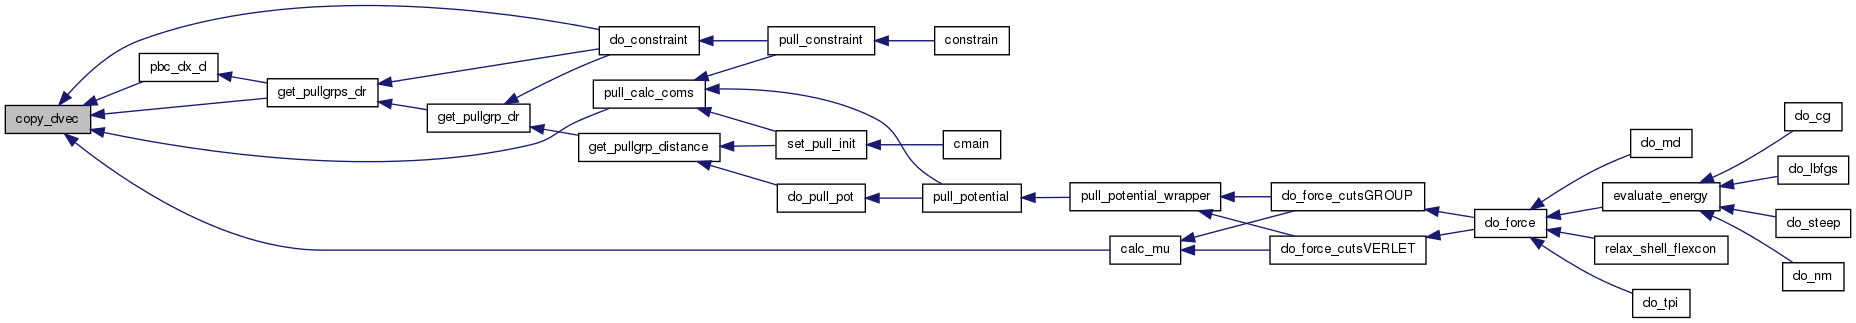 copy_dvec
pbc_dx_d
get_pullgrps_dr
get_pullgrp_dr
do_constraint
pull_calc_coms
get_pullgrp_distance
pull_constraint
set_pull_init
do_pull_pot
constrain
cmain
pull_potential
pull_potential_wrapper
calc_mu
do_force_cutsGROUP
do_force_cutsVERLET
do_force
do_md
evaluate_energy
relax_shell_flexcon
do_tpi
do_cg
do_lbfgs
do_steep
do_nm